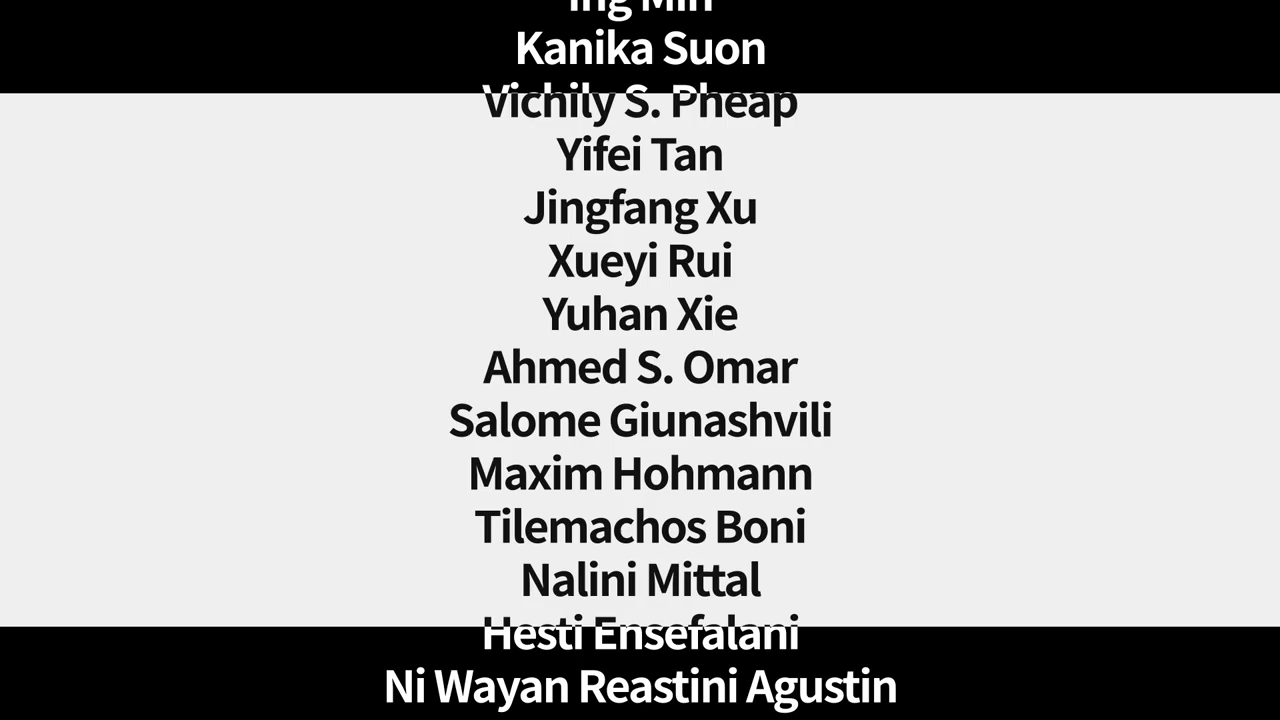 Kanika Suon
Vichily S. Pheap
Yifei Tan
Jingfang Xu
Xueyi Rui
Yuhan Xie
Ahmed S. Omar
Salome Giunashvili
Maxim Hohmann
Tilemachos Boni
Nalini Mittal
Hesti Ensefalani
Ni Wayan Reastini Agustin